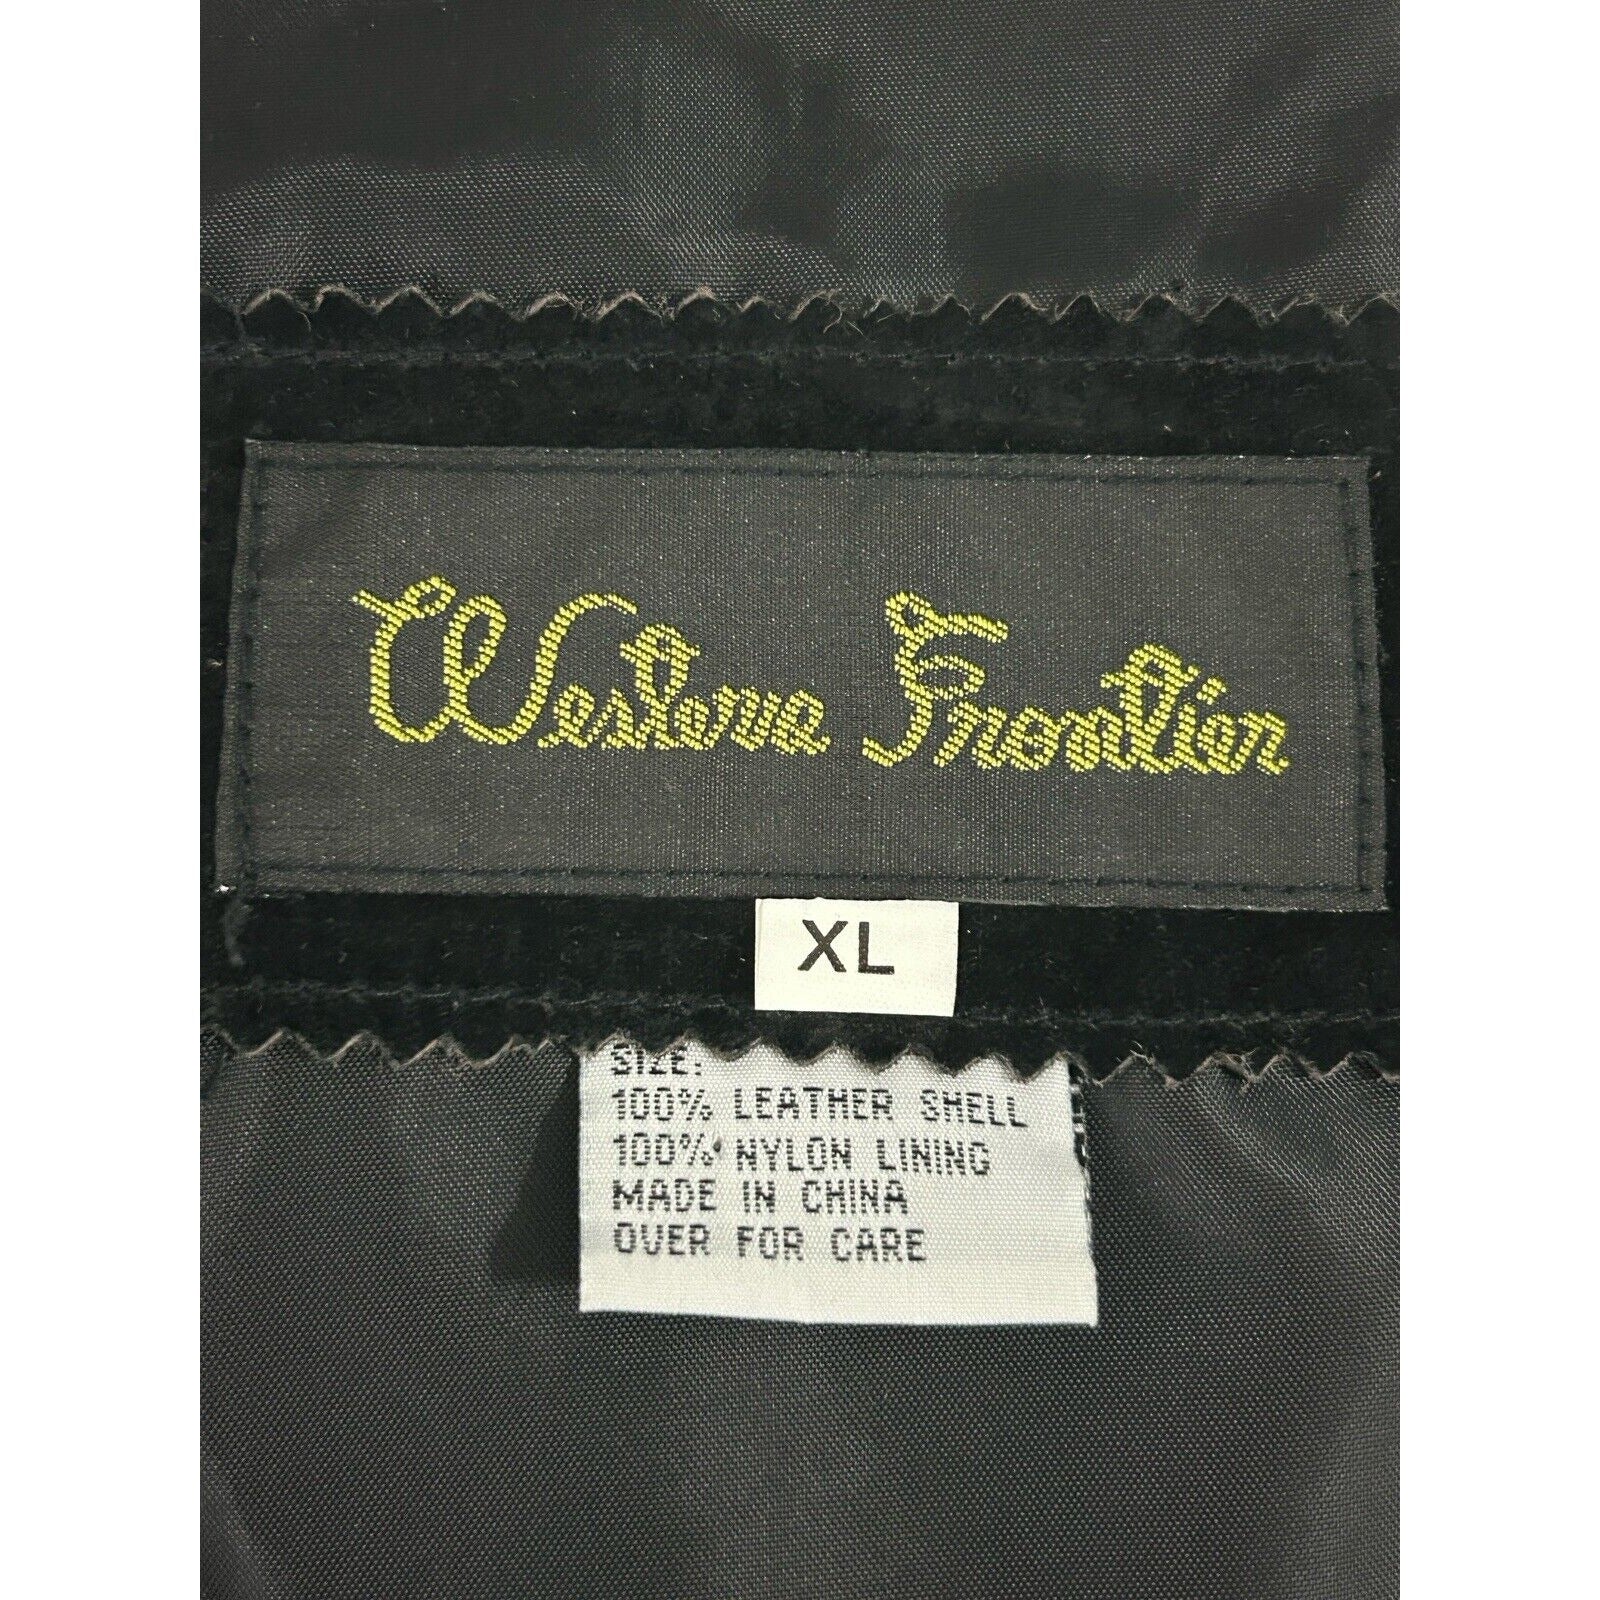 Western Frontier
XL
SIZE:
100% LEATHER SHELL
100% NYLON LINING
MADE IN CHINA
OVER FOR CARE